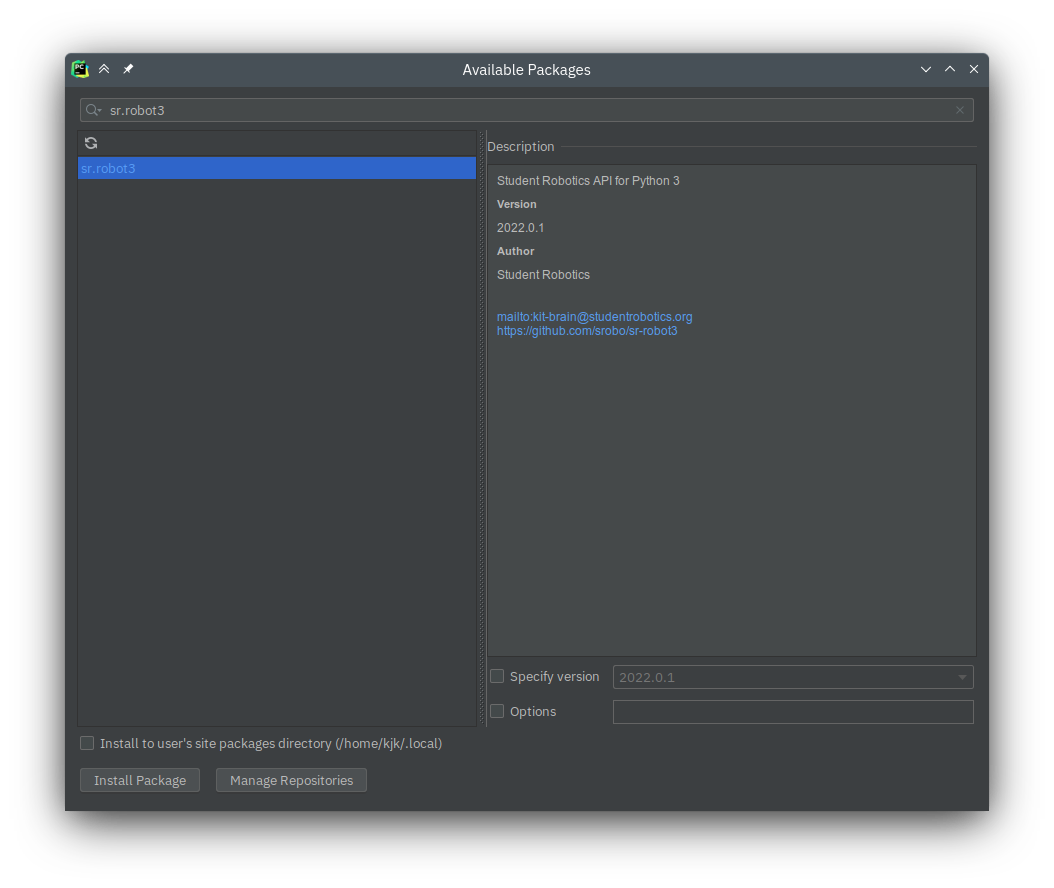 PC
Available Packages
sr.robot3
sr.robot3
Description
Student Robotics API for Python 3
Version
2022.0.1
Author
Student Robotics
mailto:kit-brain@studentrobotics.org
https://github.com/srobo/sr-robot3
Specify version 2022.0.1
Options
Install to user's site packages directory (/home/kjk/.local)
Install Package Manage Repositories